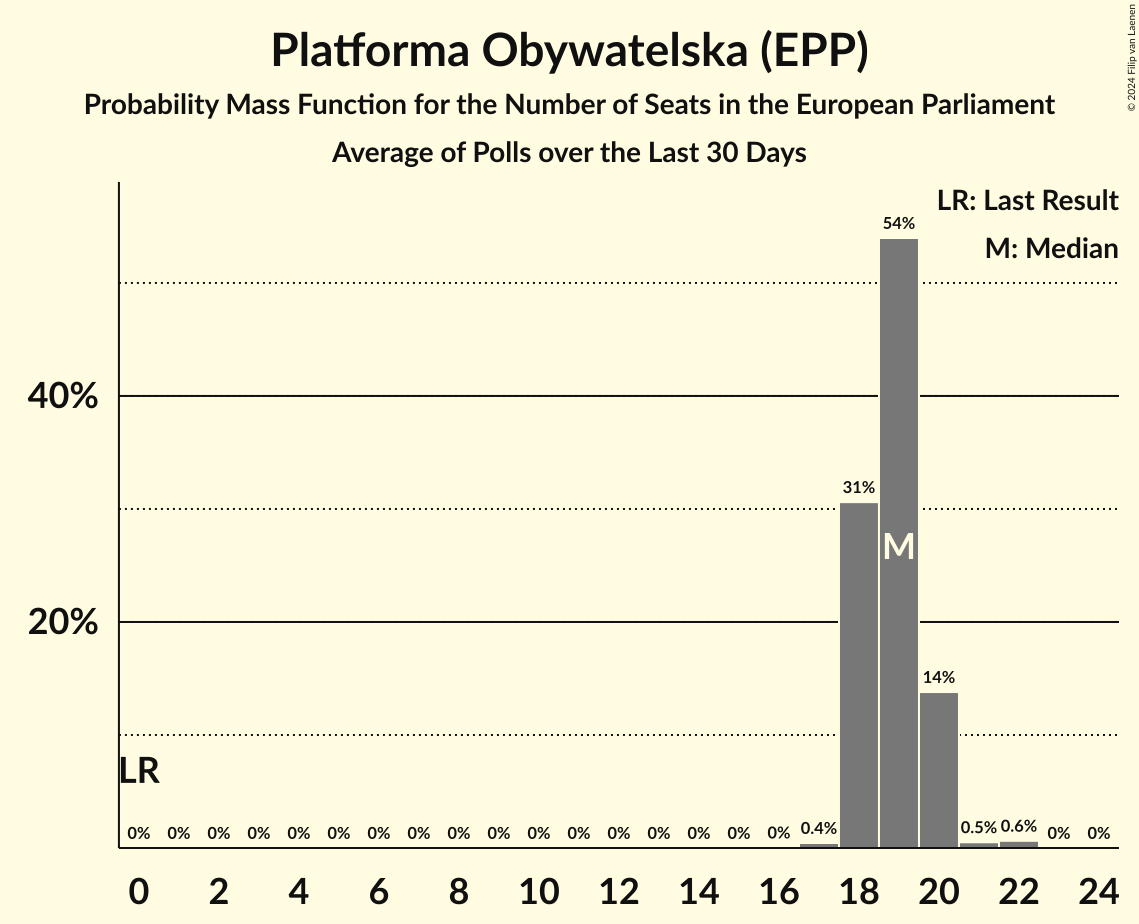 Platforma Obywatelska (EPP)
Probability Mass Function for the Number of Seats in the European Parliament
Average of Polls over the Last 30 Days
© 2024 Filip van Laenen
LR: Last Result
M: Median
54%
40%
31%
M
20%
14%
LR
0% 0% 0% 0% 0% 0% 0% 0% 0% 0% 0% 0% 0% 0% 0% 0% 0% 0.4% 0.5% 0.6% 0% 0%
0 2 4 6 8 10 12 14 16 18 20 22 24